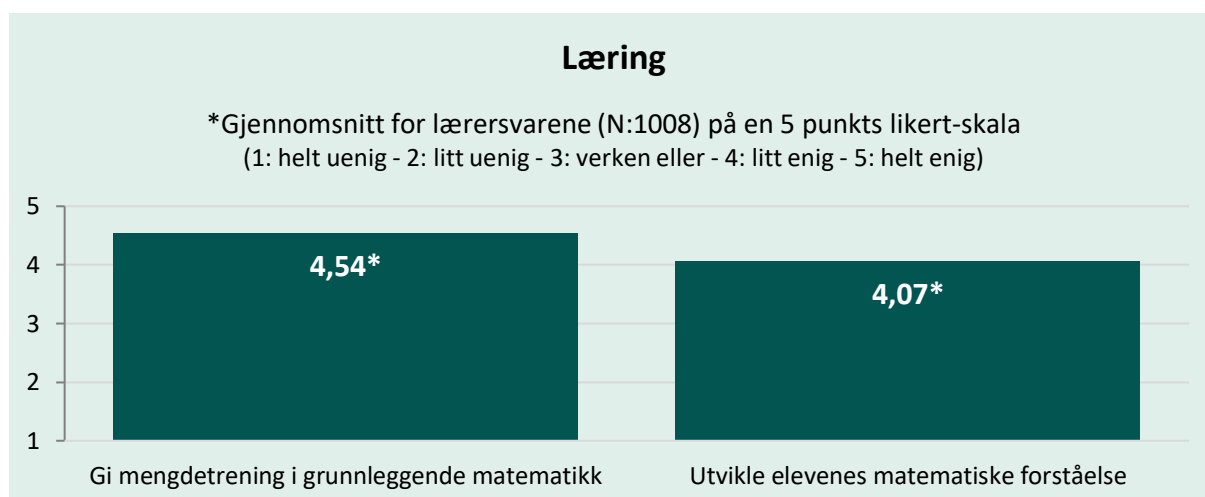 Læring
*Gjennomsnitt for lærersvarene (N:1008) på en 5 punkts likert-skala
(1: helt uenig - 2: litt uenig - 3: verken eller - 4: litt enig - 5: helt enig)
5
4
3
2
1
4,54*
4,07*
Gi mengdetrening i grunnleggende matematikk
Utvikle elevenes matematiske forståelse